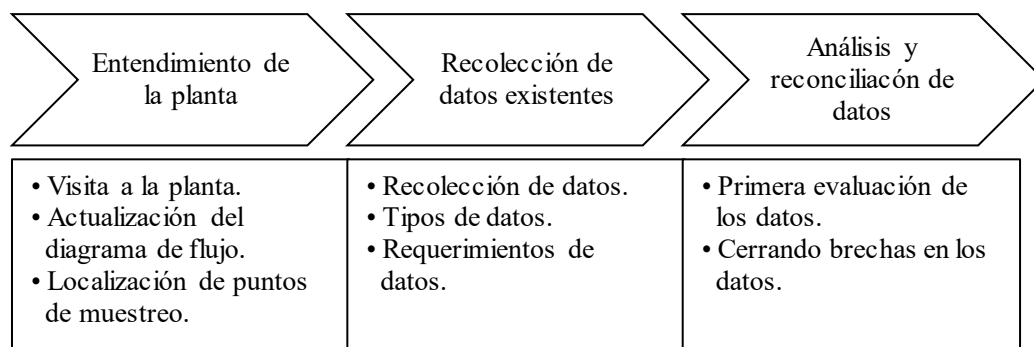 Entendimiento de
la planta
Recolección de
datos existentes
Análisis y
reconciliacón de
datos
• Visita a la planta.
• Actualización del
diagrama de flujo.
• Localización de puntos
de muestreo.
• Recolección de datos.
• Tipos de datos.
• Requerimientos de
datos.
• Primera evaluación de
los datos.
• Cerrando brechas en los
datos.